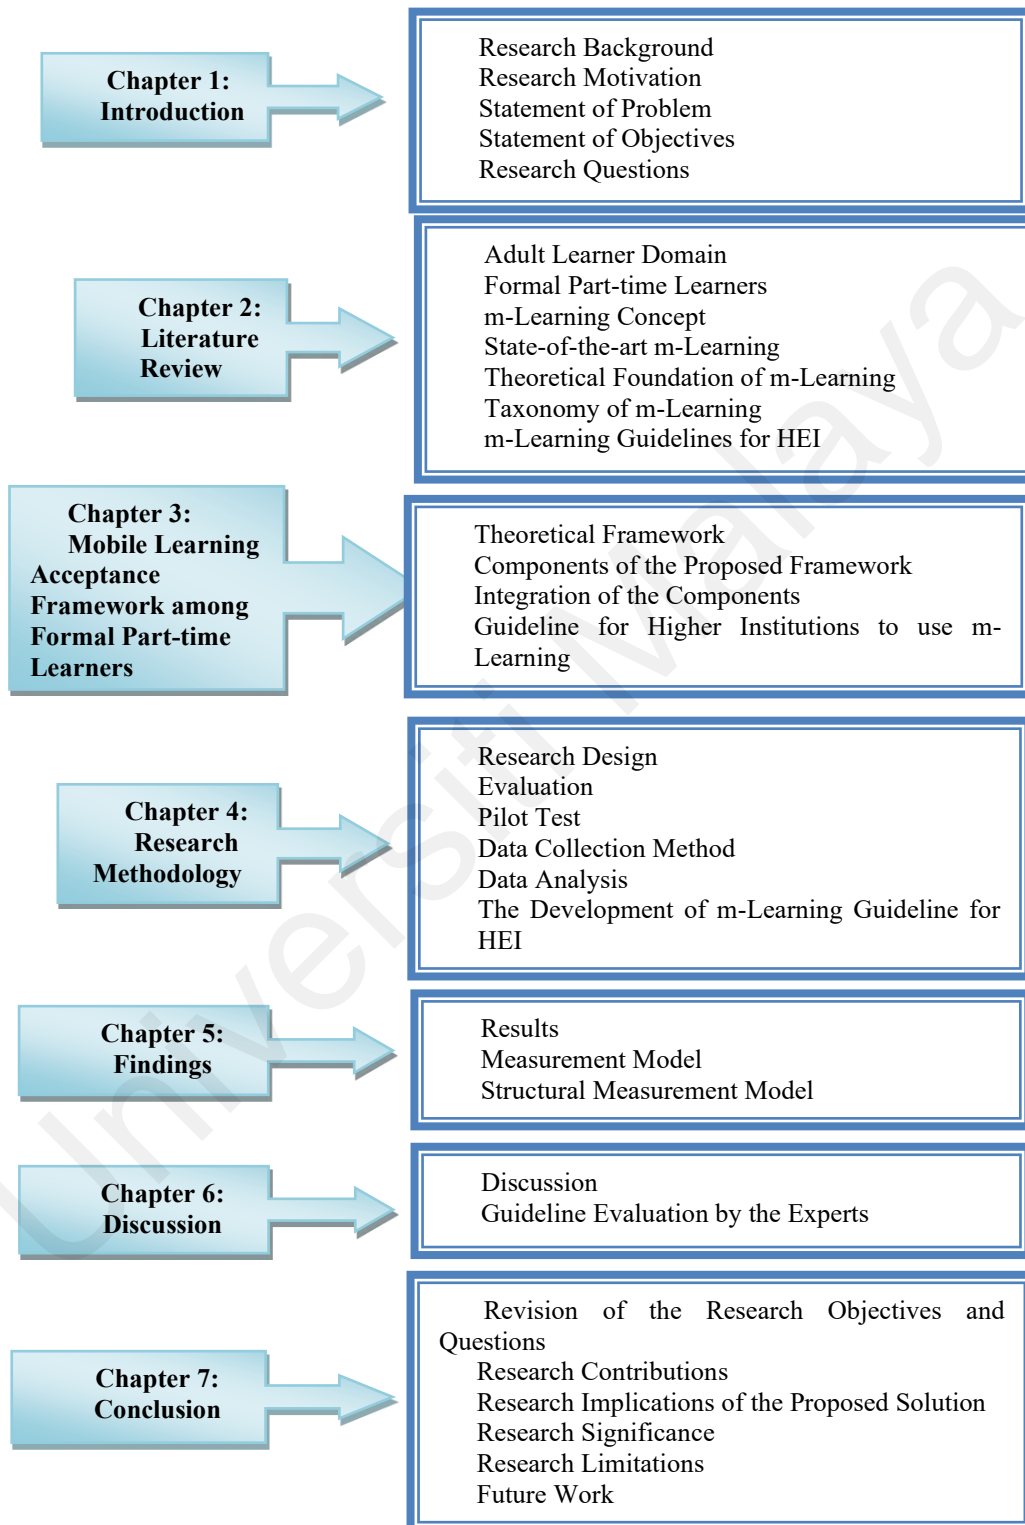 Chapter 1:
Introduction
Research Background
Research Motivation
Statement of Problem
Statement of Objectives
Research Questions
Chapter 2:
Literature
Review
Adult Learner Domain
Formal Part-time Learners
m-Learning Concept
State-of-the-art m-Learning
Theoretical Foundation of m-Learning
Taxonomy of m-Learning
m-Learning Guidelines for HEI
Chapter 3:
Mobile Learning
Acceptance
Framework among
Formal Part-time
Learners
Theoretical Framework
Components of the Proposed Framework
Integration of the Components
Guideline for Higher Institutions to use m-
Learning
Chapter 4:
Research
Methodology
Research Design
Evaluation
Pilot Test
Data Collection Method
Data Analysis
The Development of m-Learning Guideline for
HEI
Chapter 5:
Findings
Results
Measurement Model
Structural Measurement Model
Chapter 6:
Discussion
Discussion
Guideline Evaluation by the Experts
Chapter 7:
Conclusion
Revision of the Research Objectives and
Questions
Research Contributions
Research Implications of the Proposed Solution
Research Significance
Research Limitations
Future Work
Universiti Malaya